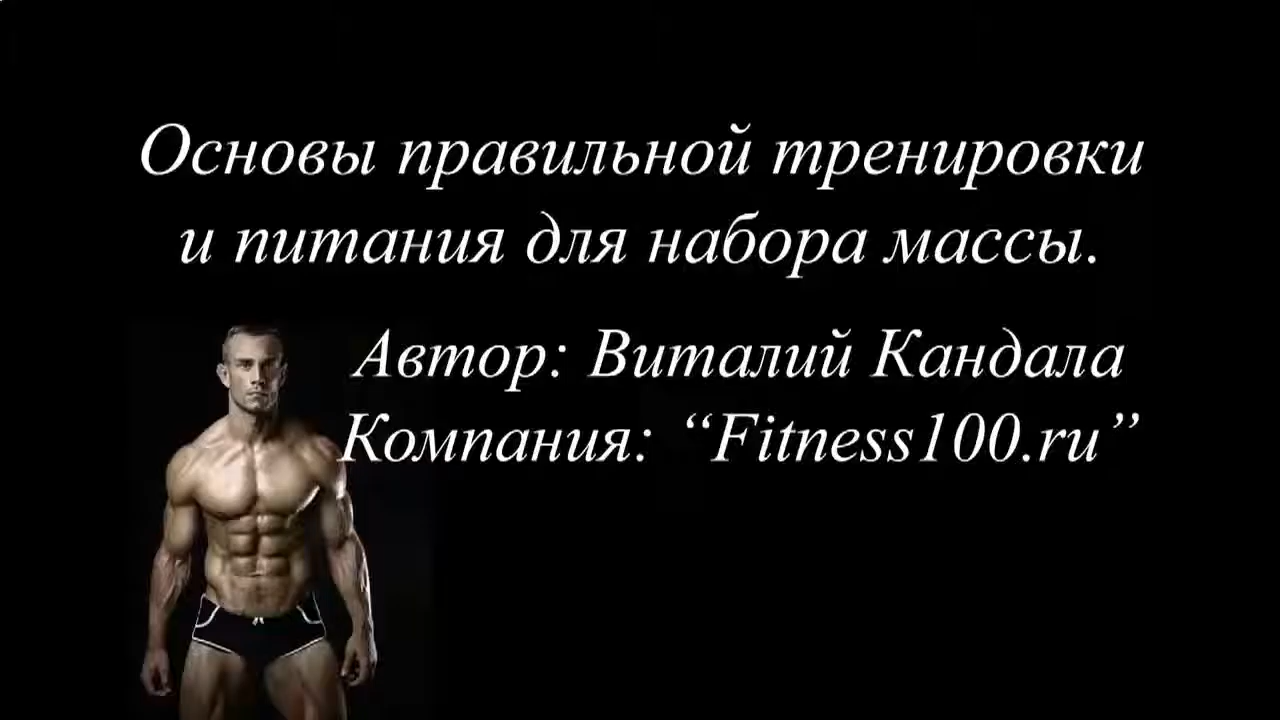 Основы правильной тренировки
и питания для набора массы.
Автор: Виталий Кандала
Компания: “Fitness100.ru”